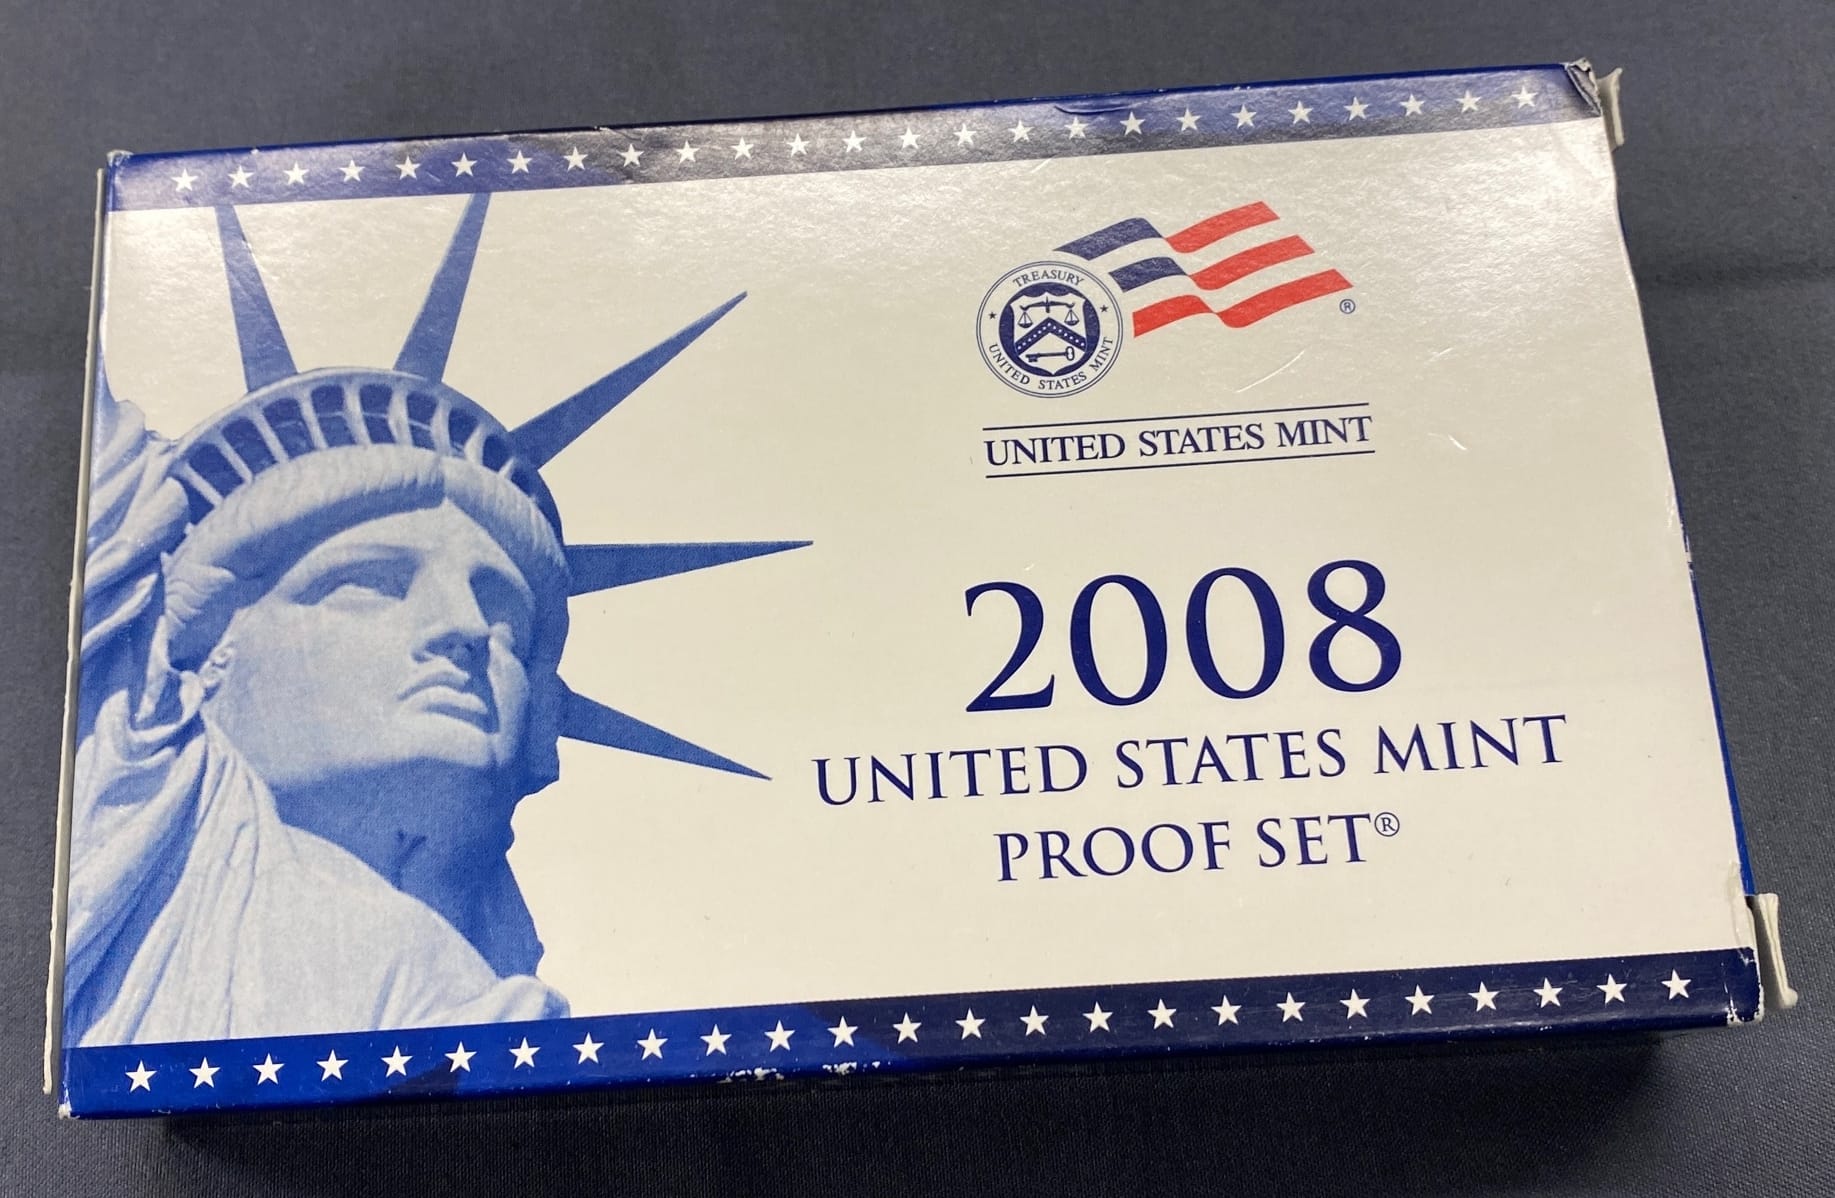 TREASURY
UNITED STATES MINT
®
UNITED STATES MINT
2008
UNITED STATES MINT
PROOF SET®